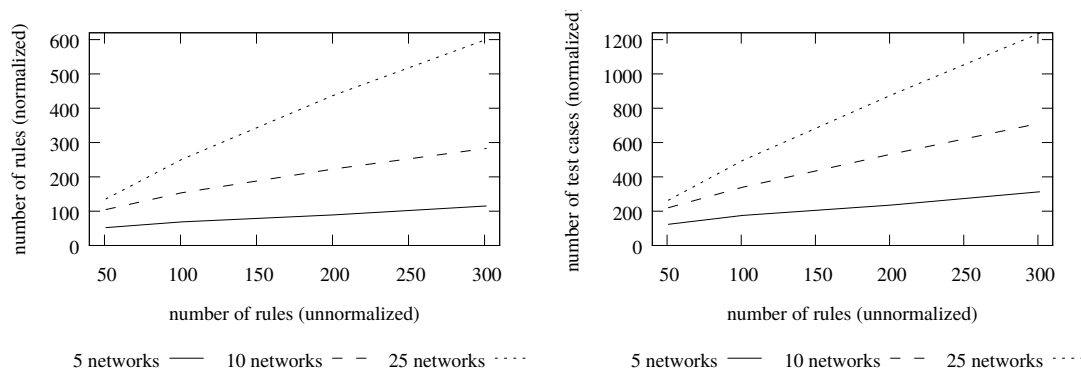 number of rules (normalized)
600
500
400
300
200
100
0
50 100 150 200 250 300
number of rules (unnormalized)
5 networks 10 networks 25 networks
number of test cases (normalized)
1200
1000
800
600
400
200
0
50 100 150 200 250 300
number of rules (unnormalized)
5 networks 10 networks 25 networks